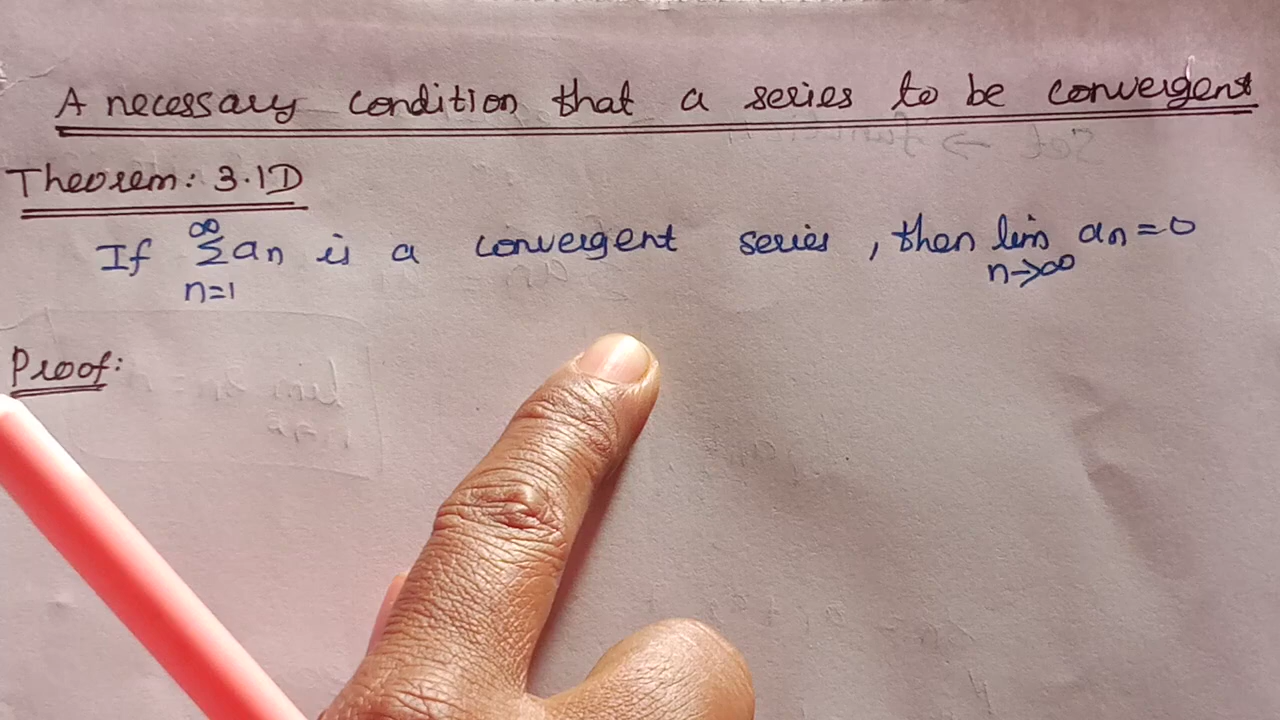 A necessary condition that a series to be convergent
Theorem: 3.1D
If ∞∑n=1 an is a convergent series, then lim n→∞ an = 0
Proof: